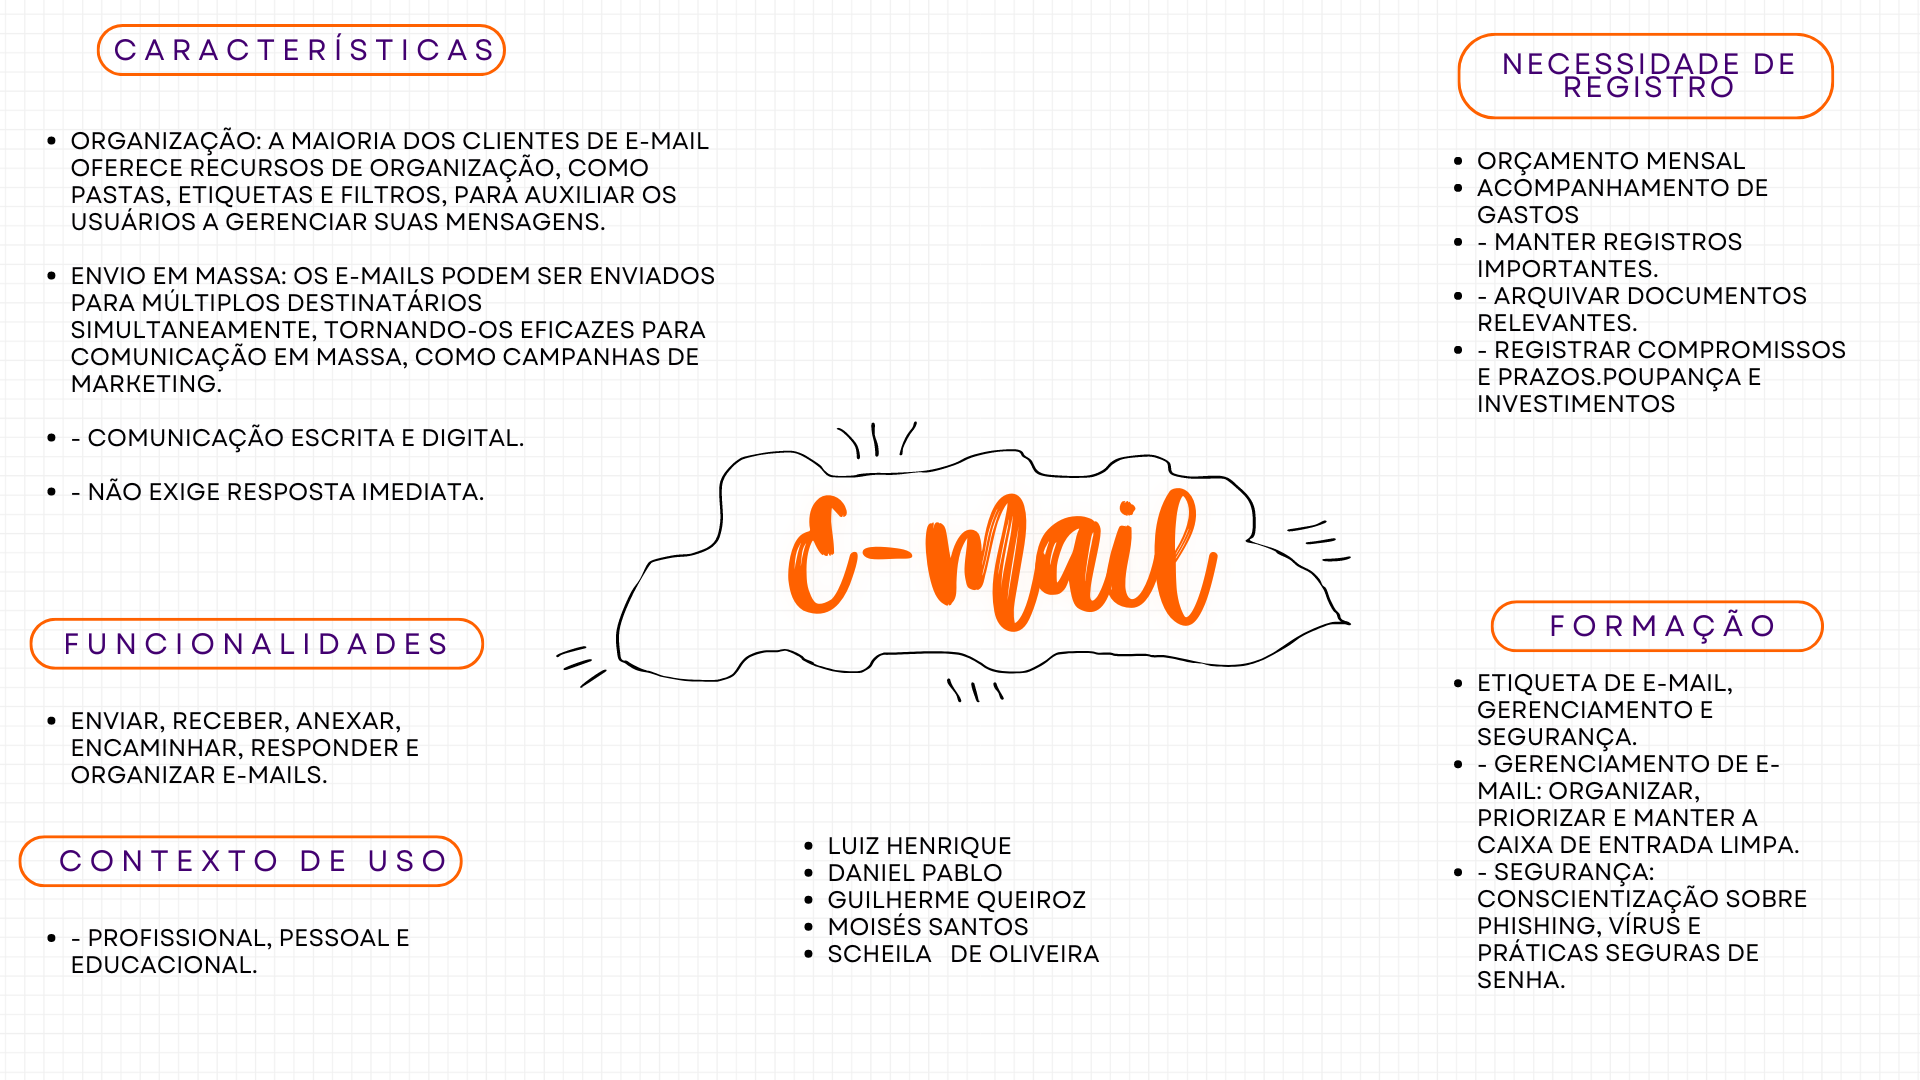 CARACTERÍSTICAS
• ORGANIZAÇÃO: A MAIORIA DOS CLIENTES DE E-MAIL
OFERECE RECURSOS DE ORGANIZAÇÃO, COMO
PASTAS, ETIQUETAS E FILTROS, PARA AUXILIAR OS
USUÁRIOS A GERENCIAR SUAS MENSAGENS.
• ENVIO EM MASSA: OS E-MAILS PODEM SER ENVIADOS
PARA MÚLTIPLOS DESTINATÁRIOS
SIMULTANEAMENTE, TORNANDO-OS EFICAZES PARA
COMUNICAÇÃO EM MASSA, COMO CAMPANHAS DE
MARKETING.
• - COMUNICAÇÃO ESCRITA E DIGITAL.
• - NÃO EXIGE RESPOSTA IMEDIATA.
FUNCIONALIDADES
• ENVIAR, RECEBER, ANEXAR,
ENCAMINHAR, RESPONDER E
ORGANIZAR E-MAILS.
CONTEXTO DE USO
• - PROFISSIONAL, PESSOAL E
EDUCACIONAL.
E-mail
• LUIZ HENRIQUE
• DANIEL PABLO
• GUILHERME QUEIROZ
• MOISÉS SANTOS
• SCHEILA DE OLIVEIRA
NECESSIDADE DE
REGISTRO
• ORÇAMENTO MENSAL
• ACOMPANHAMENTO DE
GASTOS
• - MANTER REGISTROS
IMPORTANTES.
• - ARQUIVAR DOCUMENTOS
RELEVANTES.
• - REGISTRAR COMPROMISSOS
E PRAZOS.POUPANÇA E
INVESTIMENTOS
FORMAÇÃO
• ETIQUETA DE E-MAIL,
GERENCIAMENTO E
SEGURANÇA.
• - GERENCIAMENTO DE E-
MAIL: ORGANIZAR,
PRIORIZAR E MANTER A
CAIXA DE ENTRADA LIMPA.
• - SEGURANÇA:
CONSCIENTIZAÇÃO SOBRE
PHISHING, VÍRUS E
PRÁTICAS SEGURAS DE
SENHA.